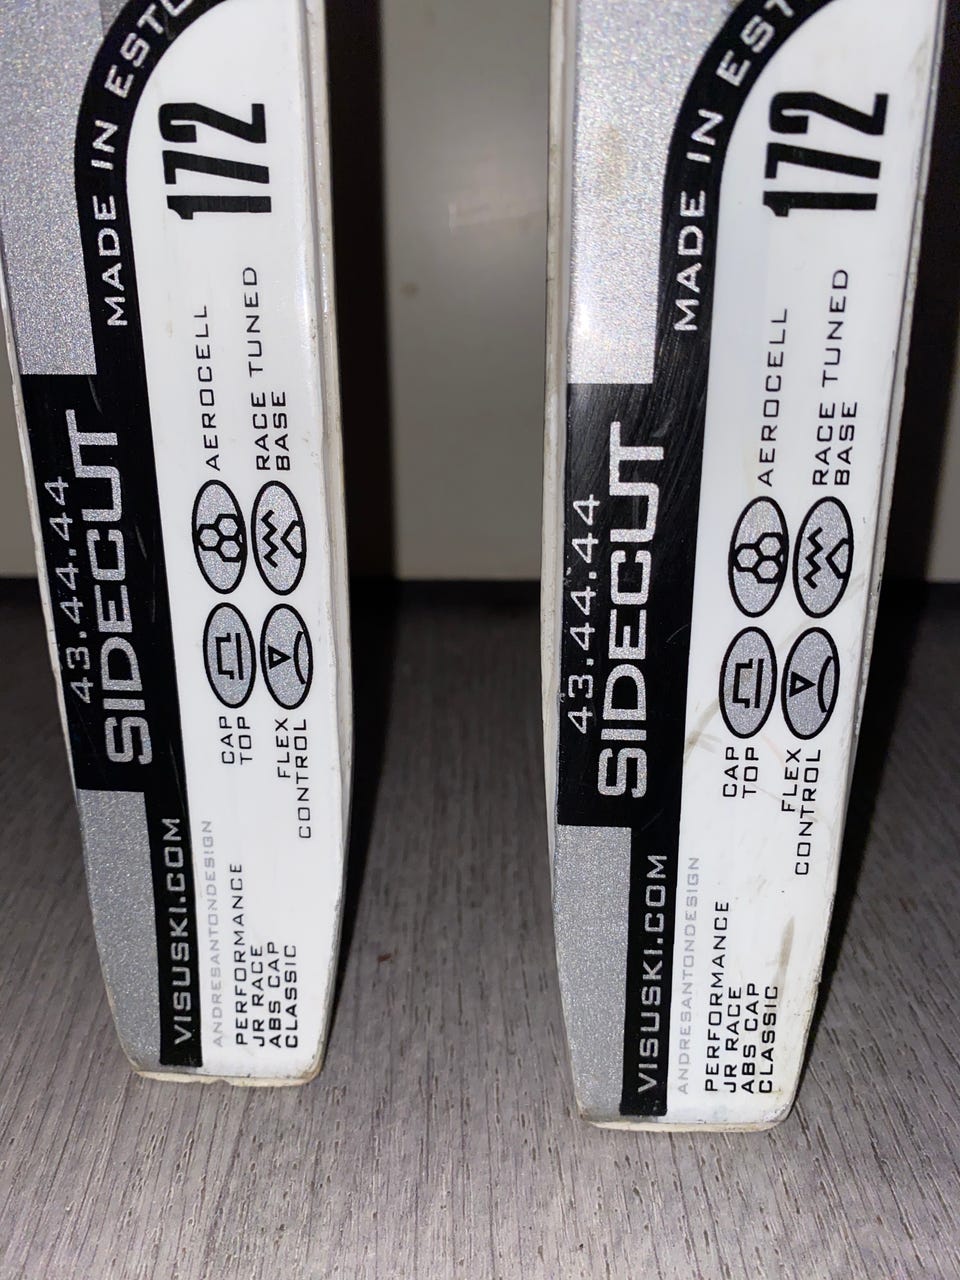 MADE IN ESTO
172
AEROCELL
RACE TUNED
BASE
43.44.44
SIDECUT
CAP
TOP
FLEX
CONTROL
VISUSKI.COM
ANDRESANTONDESIGN
PERFORMANCE
JR RACE
ABS CAP
CLASSIC
MADE IN EST
172
AEROCELL
RACE TUNED
BASE
43.44.44
SIDECUT
CAP
TOP
FLEX
CONTROL
VISUSKI.COM
ANDRESANTONDESIGN
PERFORMANCE
JR RACE
ABS CAP
CLASSIC